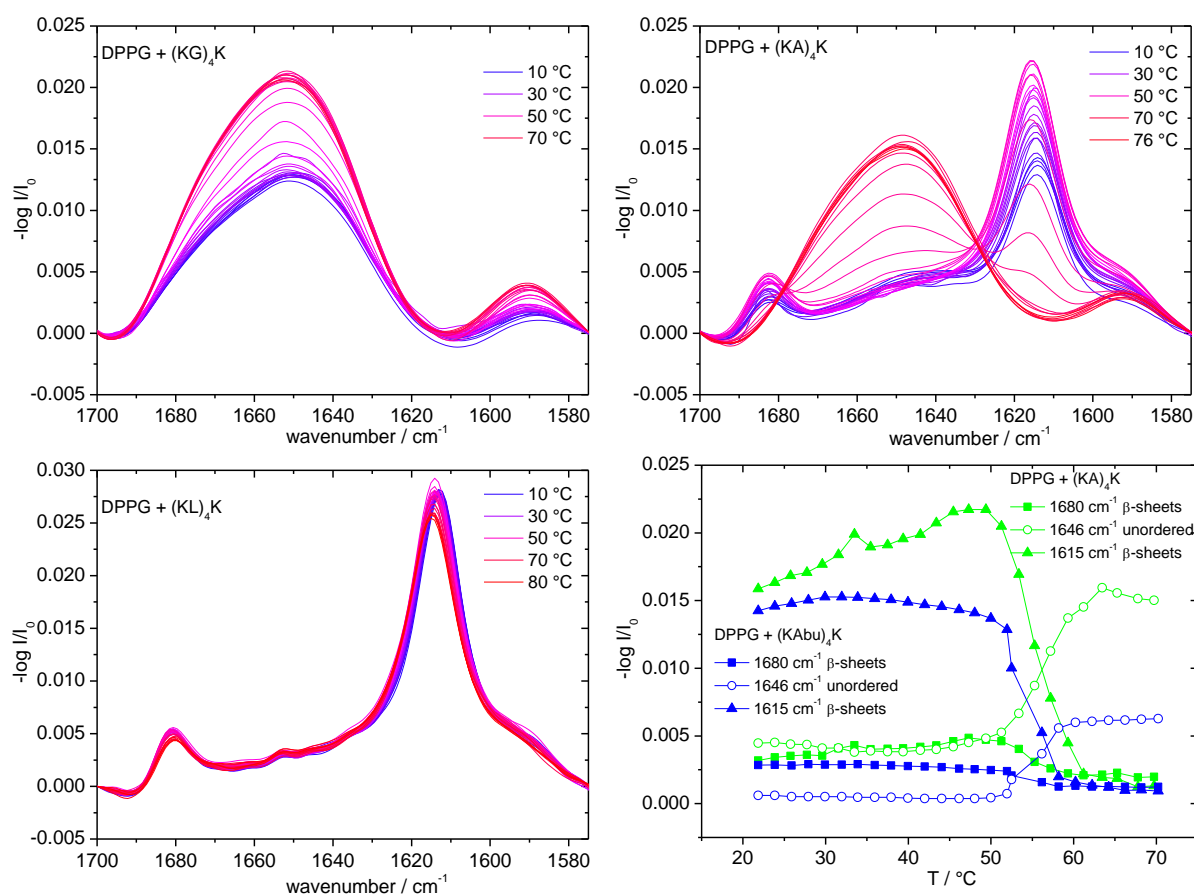 DPPG + (KG)₄K
10 °C
30 °C
50 °C
70 °C
0.025
0.020
0.015
0.010
0.005
0.000
-0.005
-log I/I₀
1700 1680 1660 1640 1620 1600 1580
wavenumber / cm⁻¹
DPPG + (KA)₄K
10 °C
30 °C
50 °C
70 °C
76 °C
0.025
0.020
0.015
0.010
0.005
0.000
-0.005
-log I/I₀
1700 1680 1660 1640 1620 1600 1580
wavenumber / cm⁻¹
DPPG + (KL)₄K
10 °C
30 °C
50 °C
70 °C
80 °C
0.030
0.025
0.020
0.015
0.010
0.005
0.000
-0.005
-log I/I₀
1700 1680 1660 1640 1620 1600 1580
wavenumber / cm⁻¹
DPPG + (KA)₄K
1680 cm⁻¹ β-sheets
1646 cm⁻¹ unordered
1615 cm⁻¹ β-sheets
DPPG + (KAbu)₄K
1680 cm⁻¹ β-sheets
1646 cm⁻¹ unordered
1615 cm⁻¹ β-sheets
0.025
0.020
0.015
0.010
0.005
0.000
-log I/I₀
20 30 40 50 60 70
T / °C